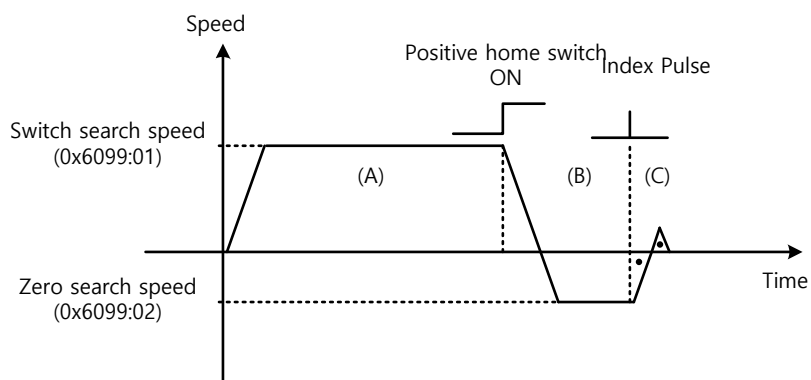 Speed
Positive home switch
ON
Index Pulse
Switch search speed
(0x6099:01)
(A)
(B)
(C)
Zero search speed
(0x6099:02)
Time